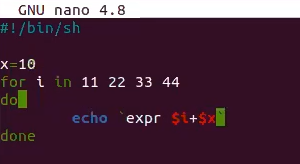 GNU nano 4.8
#!/bin/sh
x=10
for i in 11 22 33 44
do
echo `expr $i+$x`
done